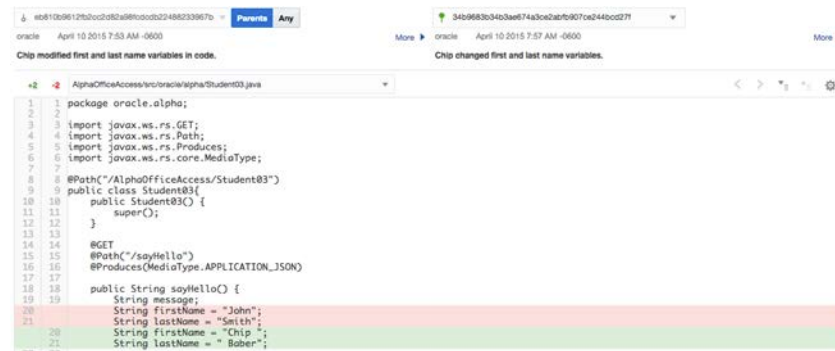 eb810b9612fb2cc2d82a98fcdcdb22488233967b Parents Any
34b9683b34b3ae674a3ce2abfb907ce244bcd27f
oracle April 10 2015 7:53 AM -0600 More
oracle April 10 2015 7:57 AM -0600 More
Chip modified first and last name variables in code.
Chip changed first and last name variables.
+2 -2 AlphaOfficeAccess/src/oracle/alpha/Student03.java
1 1 package oracle.alpha;
2 2
3 3 import javax.ws.rs.GET;
4 4 import javax.ws.rs.Path;
5 5 import javax.ws.rs.Produces;
6 6 import javax.ws.rs.core.MediaType;
7 7
8 8 @Path("/AlphaOfficeAccess/Student03")
9 9 public class Student03{
10 10 public Student03() {
11 11 super();
12 12 }
13 13
14 14 @GET
15 15 @Path("/sayHello")
16 16 @Produces(MediaType.APPLICATION_JSON)
17 17
18 18 public String sayHello() {
19 19 String message;
20 String firstName = "John";
21 String lastName = "Smith";
20 String firstName = "Chip ";
21 String lastName = " Baber";